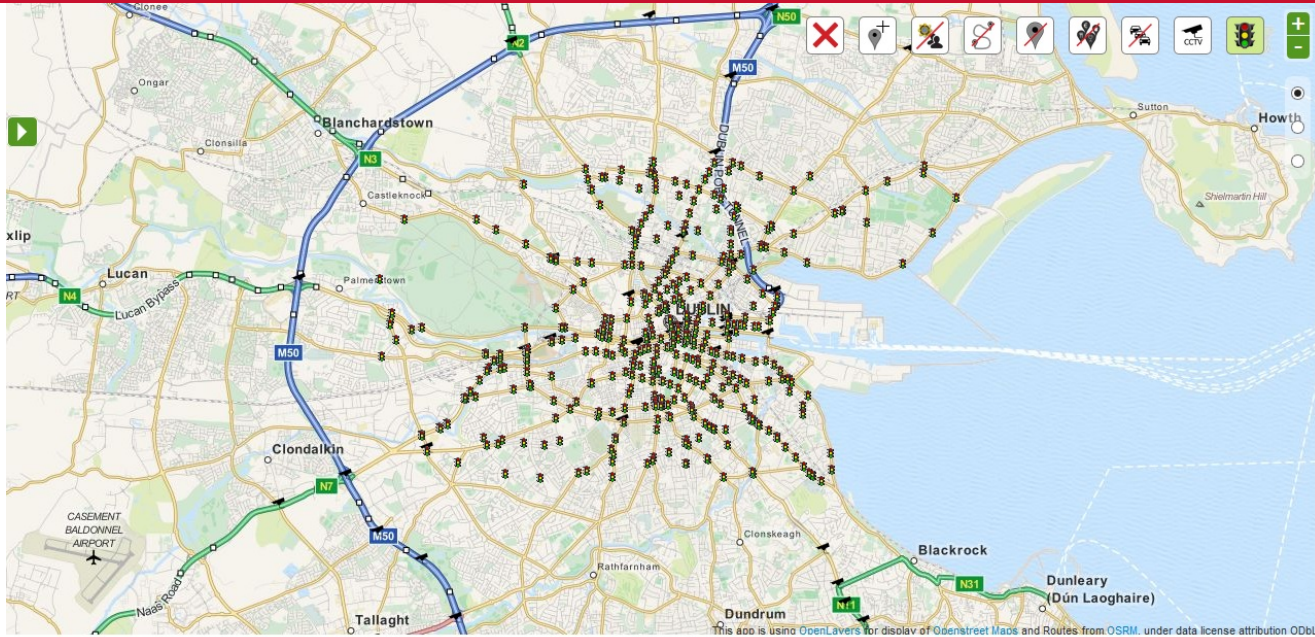 Clonee
N50
N2
CCTV
+
-
M50
Ongar
Sutton
Howth
Blanchardstown
Clonsilla
N3
DUBLIN PORT TUNNEL
Castleknock
Shielmartin Hill
xlip
Lucan
Palmerstown
N4
Lucan Bypass
DUBLIN
M50
Clondalkin
N7
CASEMENT
BALDONNEL
AIRPORT
M50
Clonskeagh
Blackrock
Rathfarnham
N31
Dunleary
(Dún Laoghaire)
Naas Road
N11
Tallaght
Dundrum
This app is using OpenLayers for display of Openstreet Maps and Routes from OSRM, under data license attribution ODbL